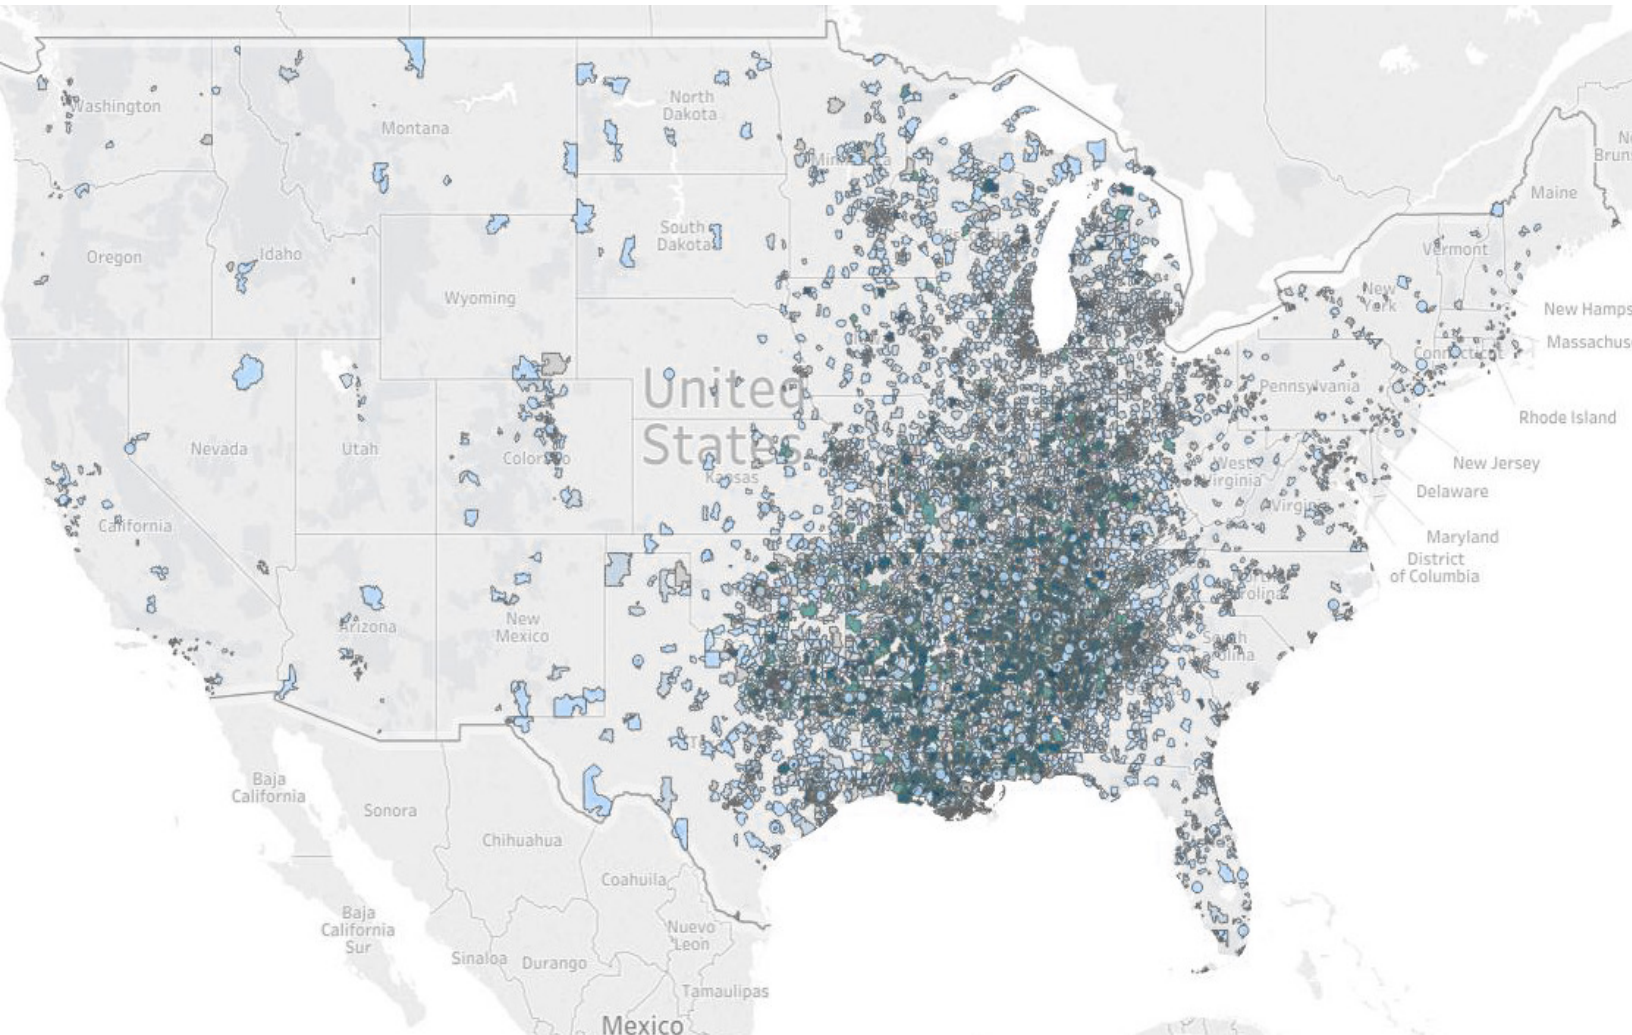 Washington
Montana
North
Dakota
Maine
Vermont
Oregon
Idaho
South
Dakota
Wyoming
New
York
New Hamps
Massachus
Connecticut
United
States
Pennsylvania
Rhode Island
Nevada
Utah
Colorado
Kansas
West
Virginia
New Jersey
Delaware
California
Virginia
Maryland
District
of Columbia
North
Carolina
Arizona
New
Mexico
South
Carolina
Baja
California
Sonora
Chihuahua
Coahuila
Baja
California
Sur
Nuevo
Leon
Sinaloa
Durango
Tamaulipas
Mexico